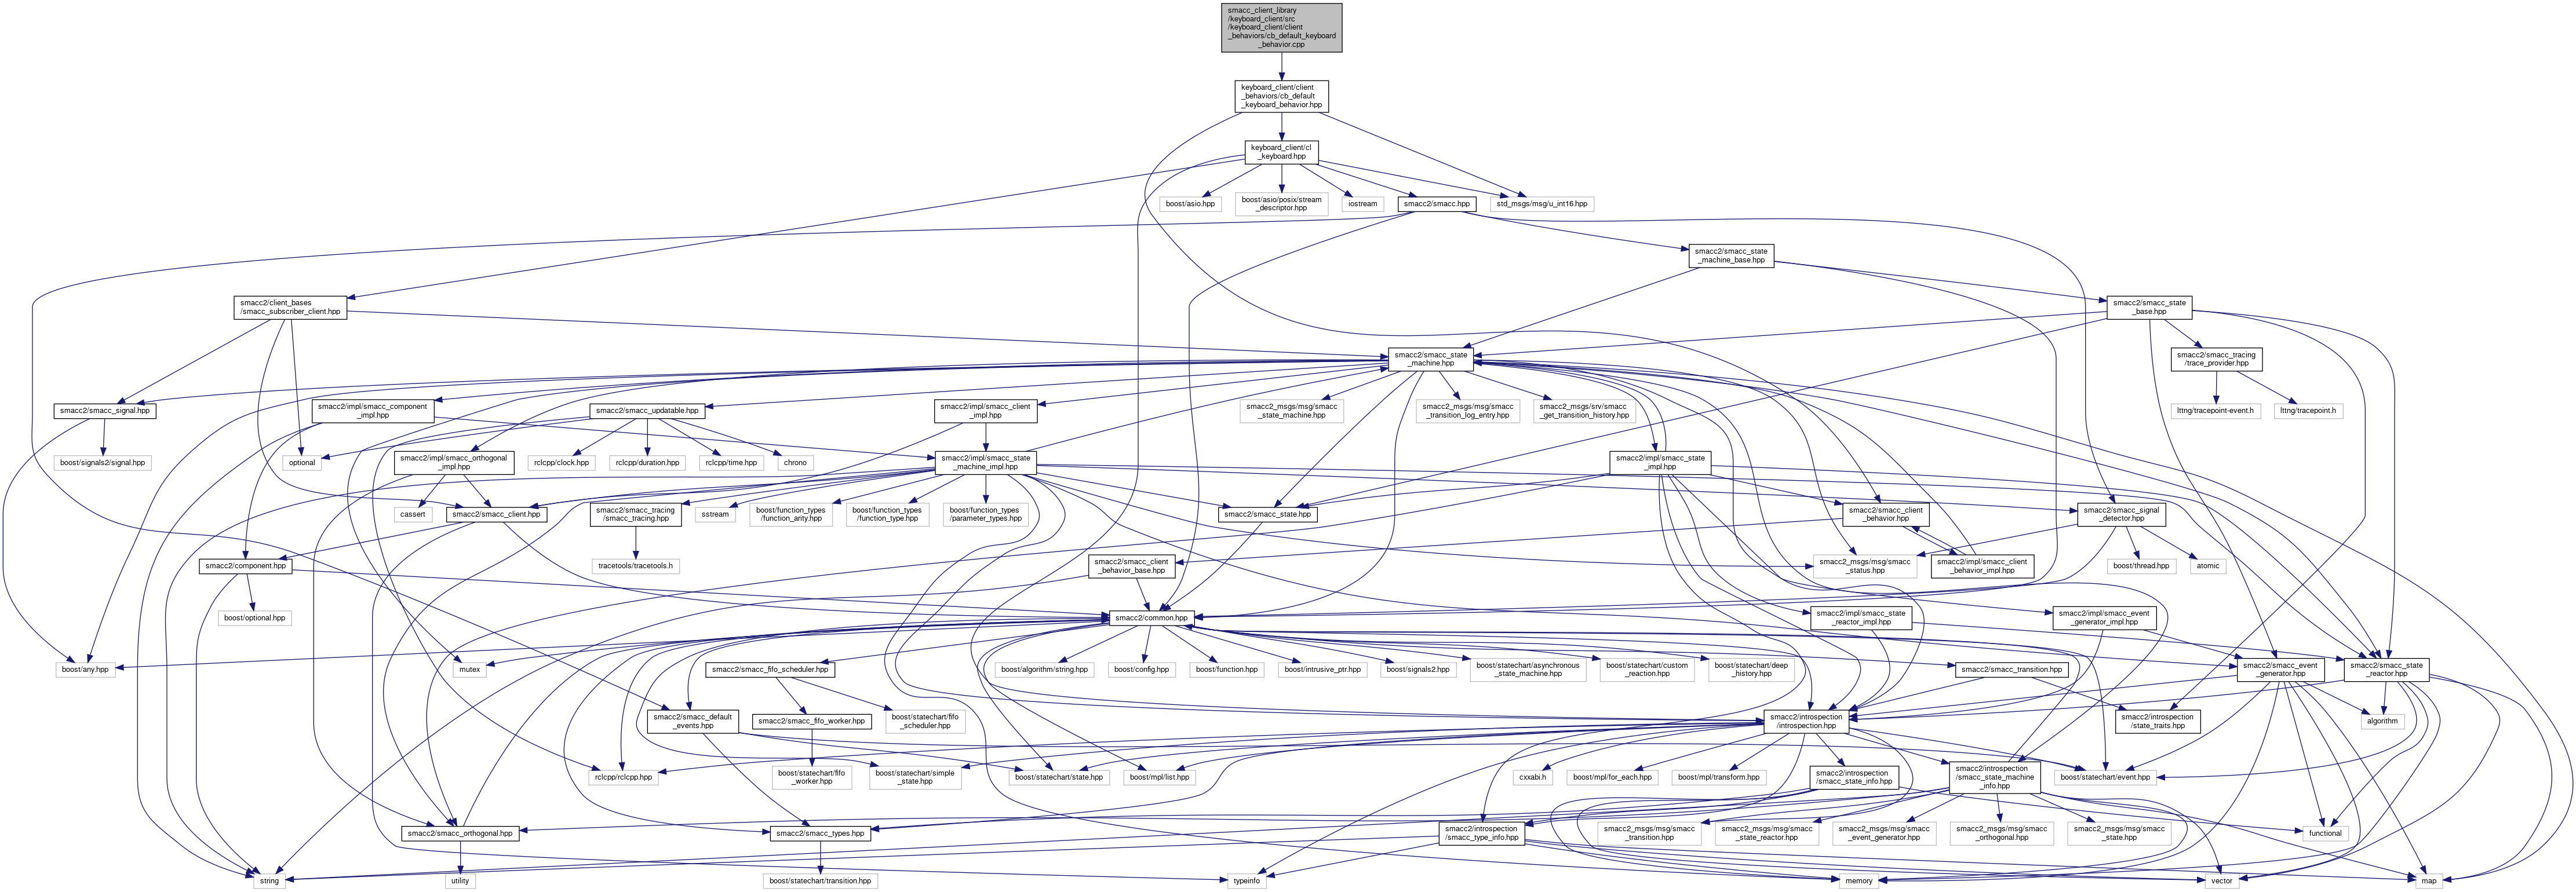 smacc_client_library
/keyboard_client/src
/keyboard_client/client
_behaviors/cb_default_keyboard
_behavior.cpp
keyboard_client/client
_behaviors/cb_default
_keyboard_behavior.hpp
keyboard_client/cl
_keyboard.hpp
boost/asio.hpp
boost/asio/posix/stream
_descriptor.hpp
iostream
smacc2/smacc.hpp
std_msgs/msg/u_int16.hpp
smacc2/smacc_state
_machine_base.hpp
smacc2/client_bases
/smacc_subscriber_client.hpp
smacc2/smacc_state
_base.hpp
smacc2/smacc_state
_machine.hpp
smacc2/smacc_tracing
/trace_provider.hpp
smacc2/smacc_signal.hpp
smacc2/impl/smacc_component
_impl.hpp
smacc2/smacc_updatable.hpp
smacc2/impl/smacc_client
_impl.hpp
smacc2_msgs/msg/smacc
_state_machine.hpp
smacc2_msgs/msg/smacc
_transition_log_entry.hpp
smacc2_msgs/srv/smacc
_get_transition_history.hpp
lttng/tracepoint-event.h
lttng/tracepoint.h
boost/signals2/signal.hpp
optional
smacc2/impl/smacc_orthogonal
_impl.hpp
rclcpp/clock.hpp
rclcpp/duration.hpp
rclcpp/time.hpp
chrono
smacc2/impl/smacc_state
_machine_impl.hpp
smacc2/impl/smacc_state
_impl.hpp
cassert
smacc2/smacc_client.hpp
smacc2/smacc_tracing
/smacc_tracing.hpp
sstream
boost/function_types
/function_arity.hpp
boost/function_types
/function_type.hpp
boost/function_types
/parameter_types.hpp
smacc2/smacc_state.hpp
smacc2/smacc_client
_behavior.hpp
smacc2/smacc_signal
_detector.hpp
smacc2/component.hpp
tracetools/tracetools.h
smacc2/smacc_client
_behavior_base.hpp
smacc2_msgs/msg/smacc
_status.hpp
smacc2/impl/smacc_client
_behavior_impl.hpp
boost/thread.hpp
atomic
boost/optional.hpp
smacc2/common.hpp
smacc2/impl/smacc_state
_reactor_impl.hpp
smacc2/impl/smacc_event
_generator_impl.hpp
boost/any.hpp
mutex
smacc2/smacc_fifo_scheduler.hpp
boost/algorithm/string.hpp
boost/config.hpp
boost/function.hpp
boost/intrusive_ptr.hpp
boost/signals2.hpp
boost/statechart/asynchronous
_state_machine.hpp
boost/statechart/custom
_reaction.hpp
boost/statechart/deep
_history.hpp
smacc2/smacc_transition.hpp
smacc2/smacc_event
_generator.hpp
smacc2/smacc_state
_reactor.hpp
smacc2/smacc_default
_events.hpp
smacc2/smacc_fifo_worker.hpp
boost/statechart/fifo
_scheduler.hpp
smacc2/introspection
/introspection.hpp
smacc2/introspection
/state_traits.hpp
algorithm
rclcpp/rclcpp.hpp
boost/statechart/fifo
_worker.hpp
boost/statechart/simple
_state.hpp
boost/statechart/state.hpp
boost/mpl/list.hpp
cxxabi.h
boost/mpl/for_each.hpp
boost/mpl/transform.hpp
smacc2/introspection
/smacc_state_info.hpp
smacc2/introspection
/smacc_state_machine
_info.hpp
boost/statechart/event.hpp
smacc2/smacc_orthogonal.hpp
smacc2/smacc_types.hpp
smacc2/introspection
/smacc_type_info.hpp
smacc2_msgs/msg/smacc
_transition.hpp
smacc2_msgs/msg/smacc
_state_reactor.hpp
smacc2_msgs/msg/smacc
_event_generator.hpp
smacc2_msgs/msg/smacc
_orthogonal.hpp
smacc2_msgs/msg/smacc
_state.hpp
functional
string
utility
boost/statechart/transition.hpp
typeinfo
memory
vector
map